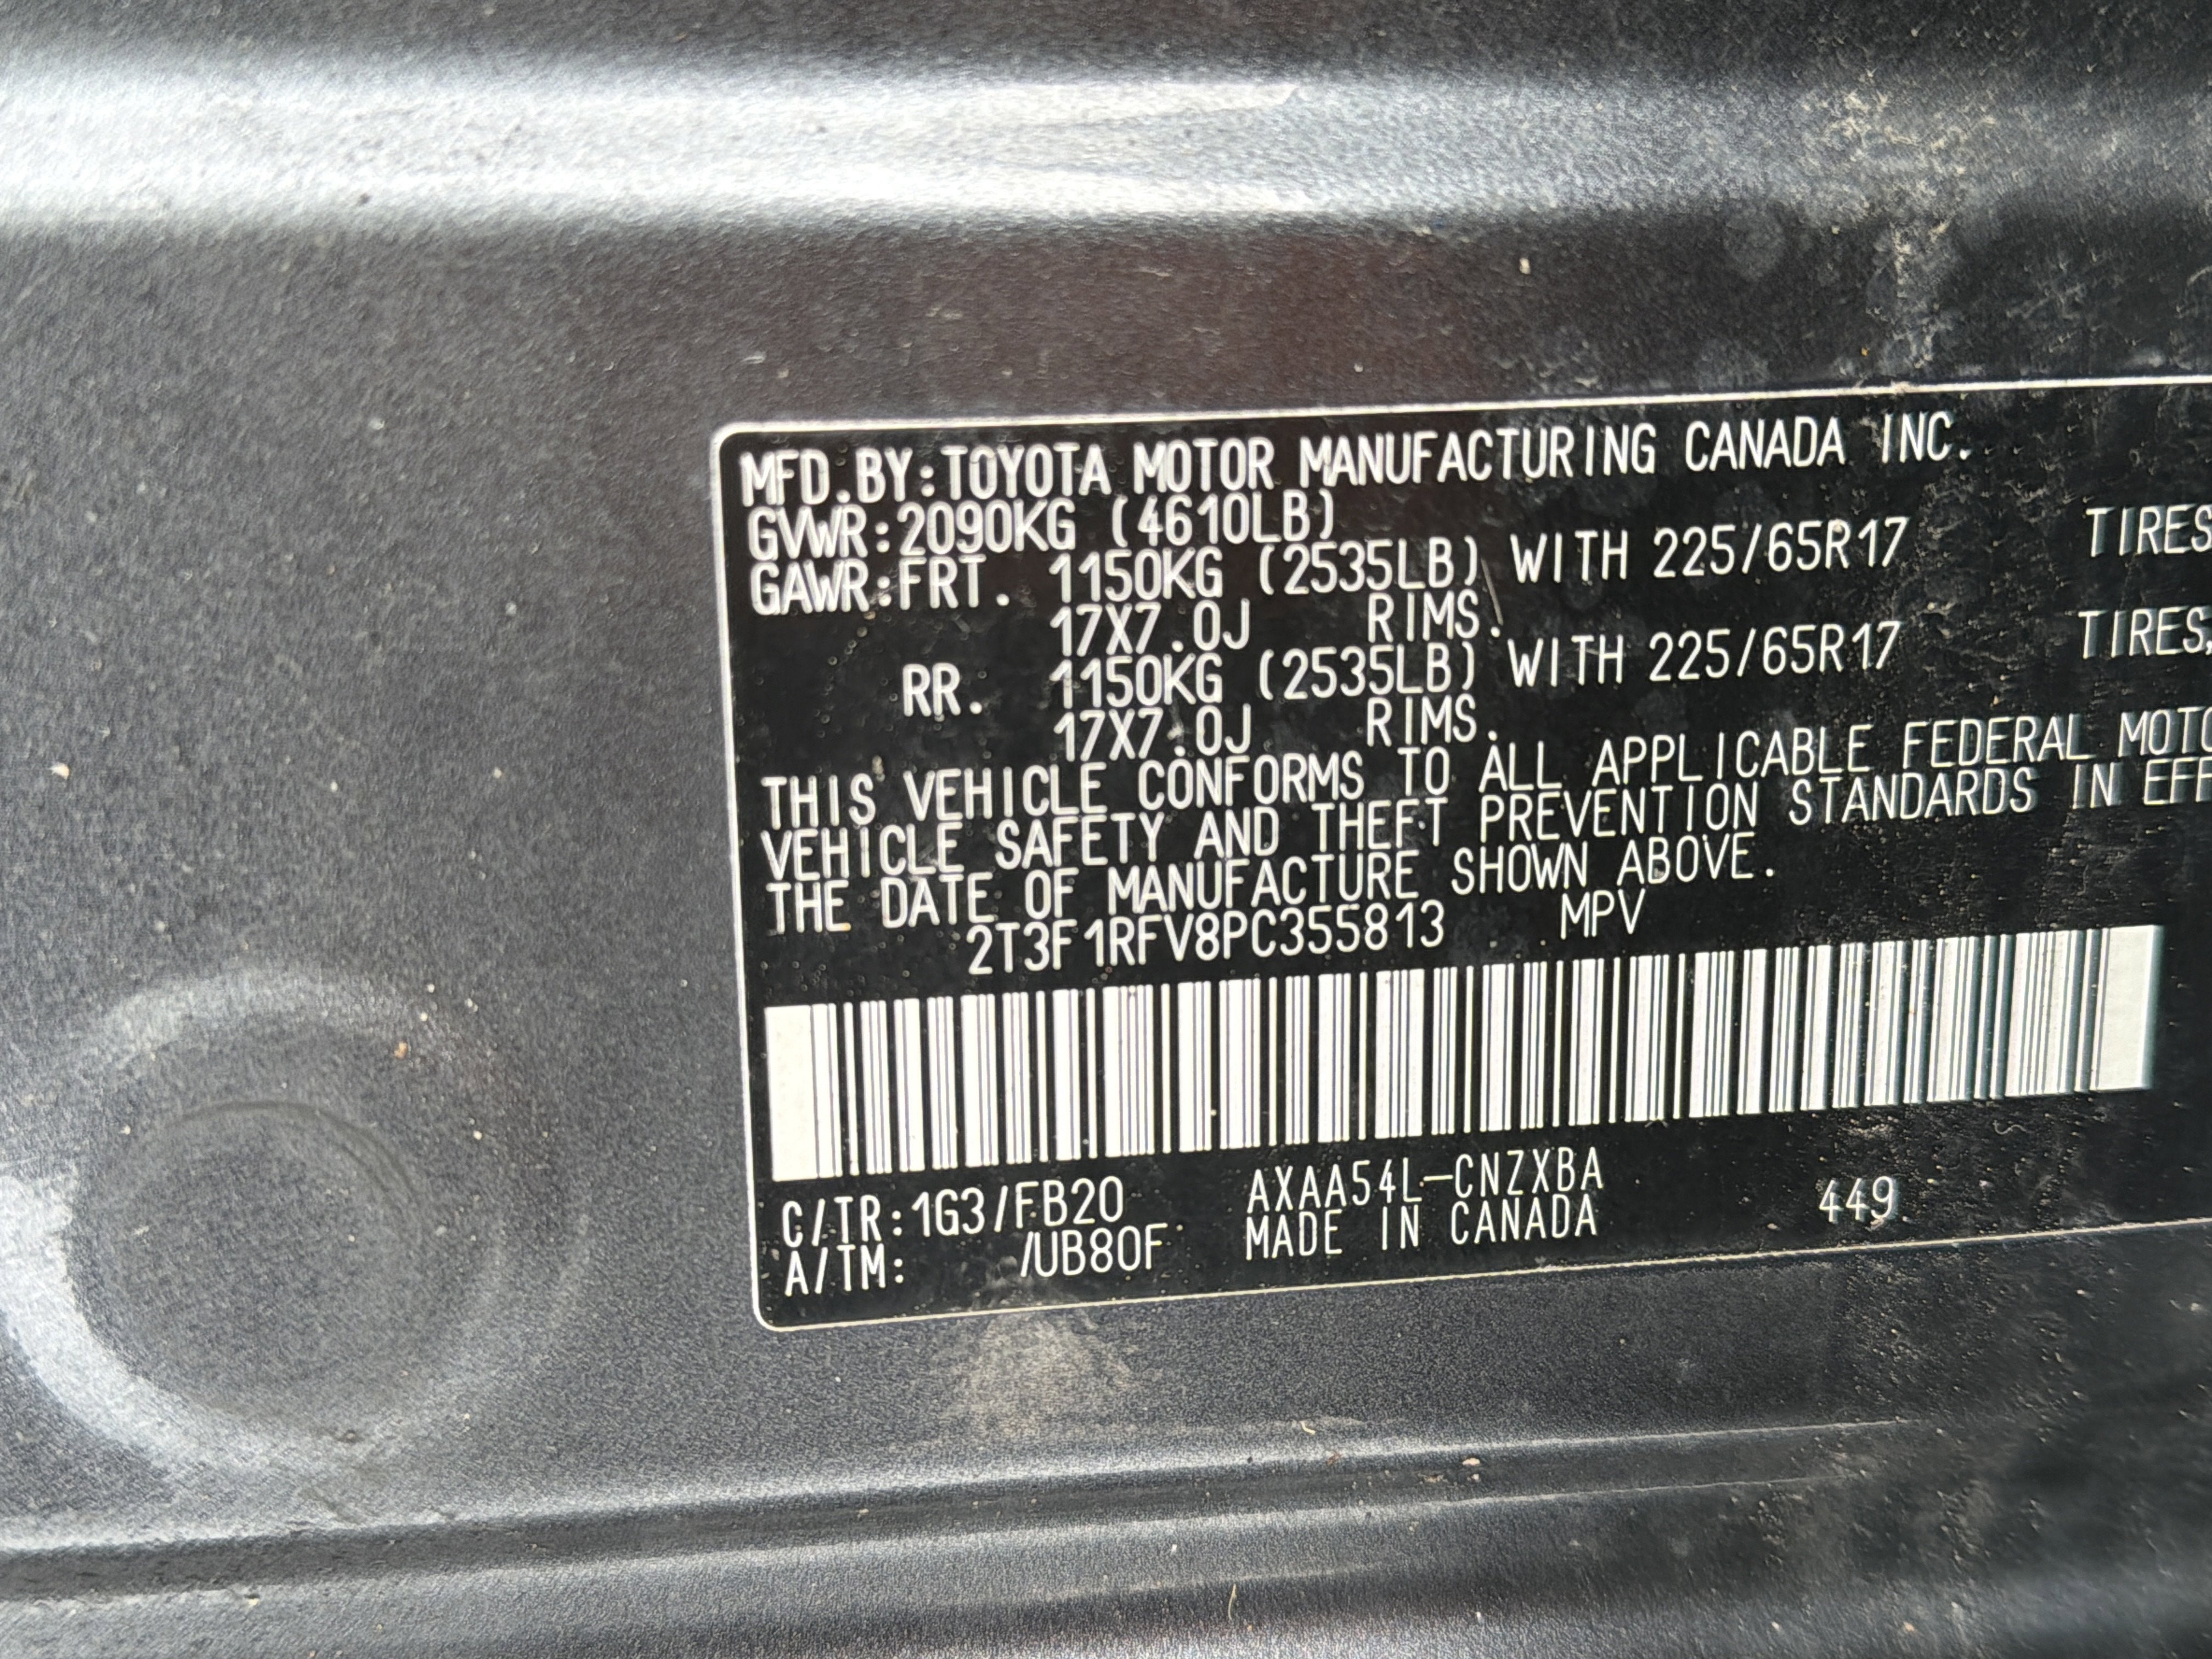 MFD.BY:TOYOTA MOTOR MANUFACTURING CANADA INC.
GVWR:2090KG (4610LB)
GAWR:FRT. 1150KG (2535LB) WITH 225/65R17 TIRES
17X7.0J RIMS.
RR. 1150KG (2535LB) WITH 225/65R17 TIRES,
17X7.0J RIMS.
THIS VEHICLE CONFORMS TO ALL APPLICABLE FEDERAL
VEHICLE SAFETY AND THEFT PREVENTION STANDARDS IN
THE DATE OF MANUFACTURE SHOWN ABOVE.
2T3F1RFV8PC355813 MPV
C/TR:1G3/FB20 AXAA54L-CNZXBA 449
A/TM: /UB80F MADE IN CANADA